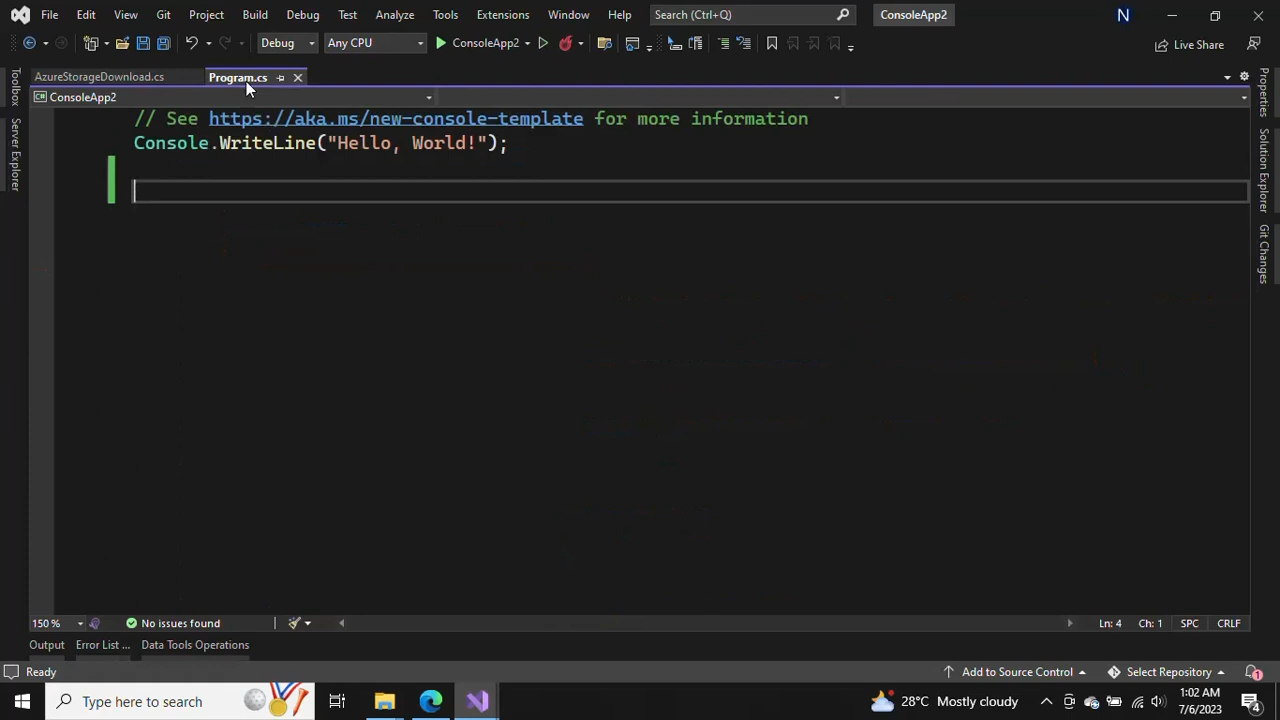 File Edit View Git Project Build Debug Test Analyze Tools Extensions Window Help Search (Ctrl+Q) ConsoleApp2 N
Debug Any CPU ConsoleApp2 Live Share
AzureStorageDownload.cs Program.cs
ConsoleApp2
// See https://aka.ms/new-console-template for more information
Console.WriteLine("Hello, World!");
Toolbox
Server Explorer
Properties
Solution Explorer
Git Changes
150 % No issues found Ln: 4 Ch: 1 SPC CRLF
Output Error List ... Data Tools Operations
Ready Add to Source Control Select Repository 1
Type here to search 28°C Mostly cloudy 1:02 AM
7/6/2023 4